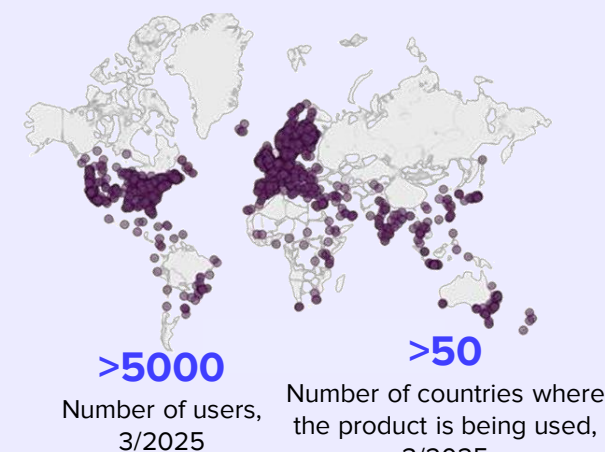 >5000
Number of users,
3/2025
>50
Number of countries where
the product is being used,